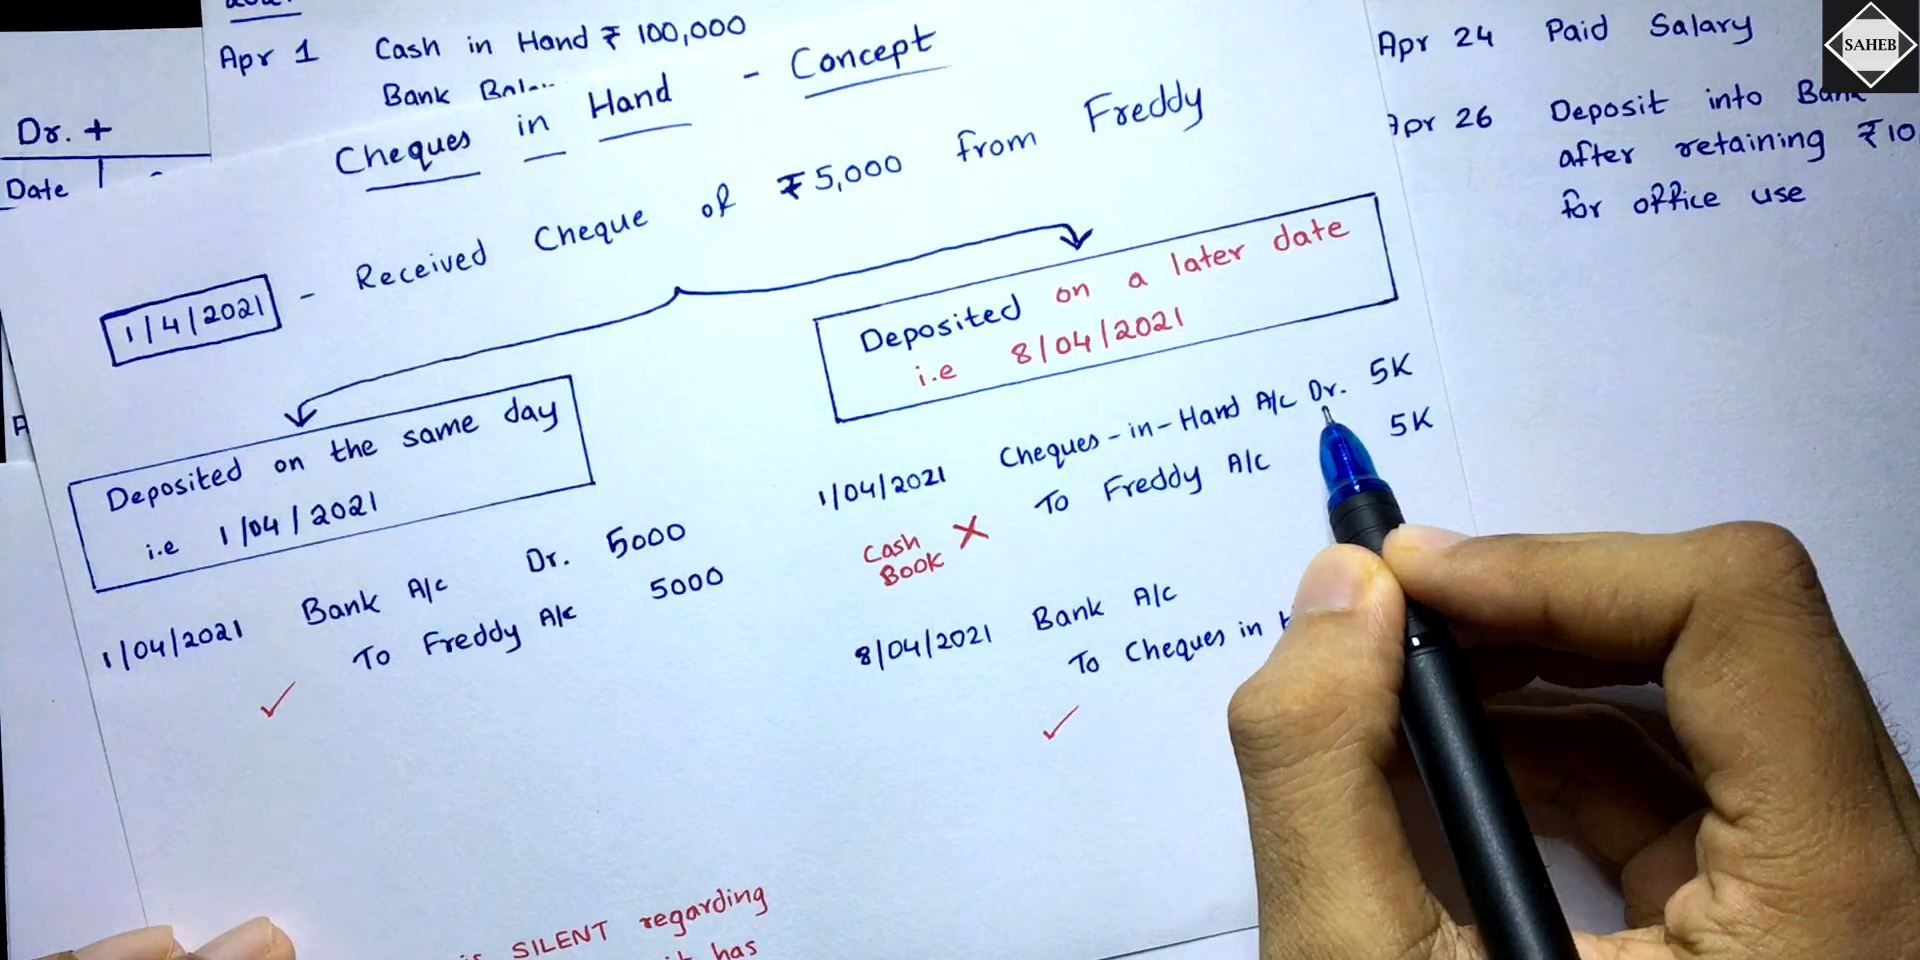 Apr 1 Cash in Hand ₹ 100,000
Bank
Dr. +
Date
Cheques in Hand - Concept
1/4/2021 - Received Cheque of ₹5,000 from Freddy
Deposited on the same day
i.e 1/04/2021
1/04/2021 Bank A/c Dr. 5000
To Freddy A/c 5000
✓
Deposited on a later date
i.e 8/04/2021
1/04/2021 Cheques-in-Hand A/c Dr. 5K
To Freddy A/c 5K
Cash
Book X
8/04/2021 Bank A/c
To Cheques in
✓
SILENT regarding
has
Apr 24 Paid Salary
Apr 26 Deposit into Bank
after retaining ₹10
for office use
SAHEB